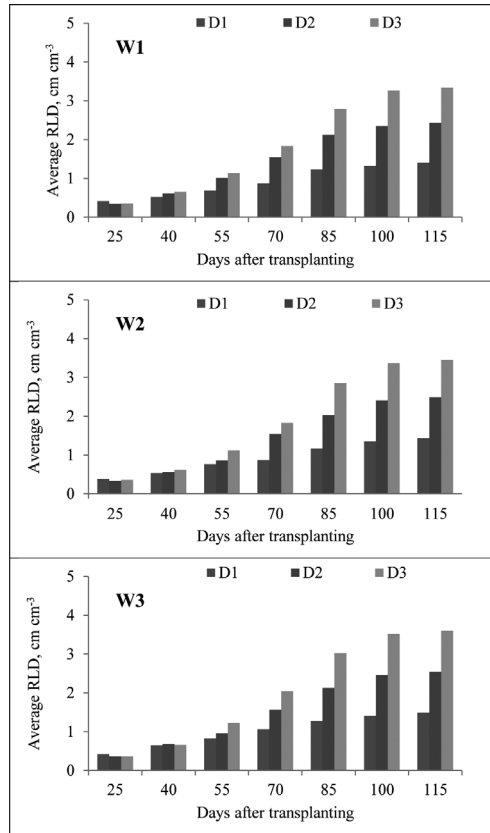 D1 D2 D3
W1
Average RLD, cm cm⁻³
5
4
3
2
1
0
25 40 55 70 85 100 115
Days after transplanting
D1 D2 D3
W2
Average RLD, cm cm⁻³
5
4
3
2
1
0
25 40 55 70 85 100 115
Days after transplanting
D1 D2 D3
W3
Average RLD, cm cm⁻³
5
4
3
2
1
0
25 40 55 70 85 100 115
Days after transplanting